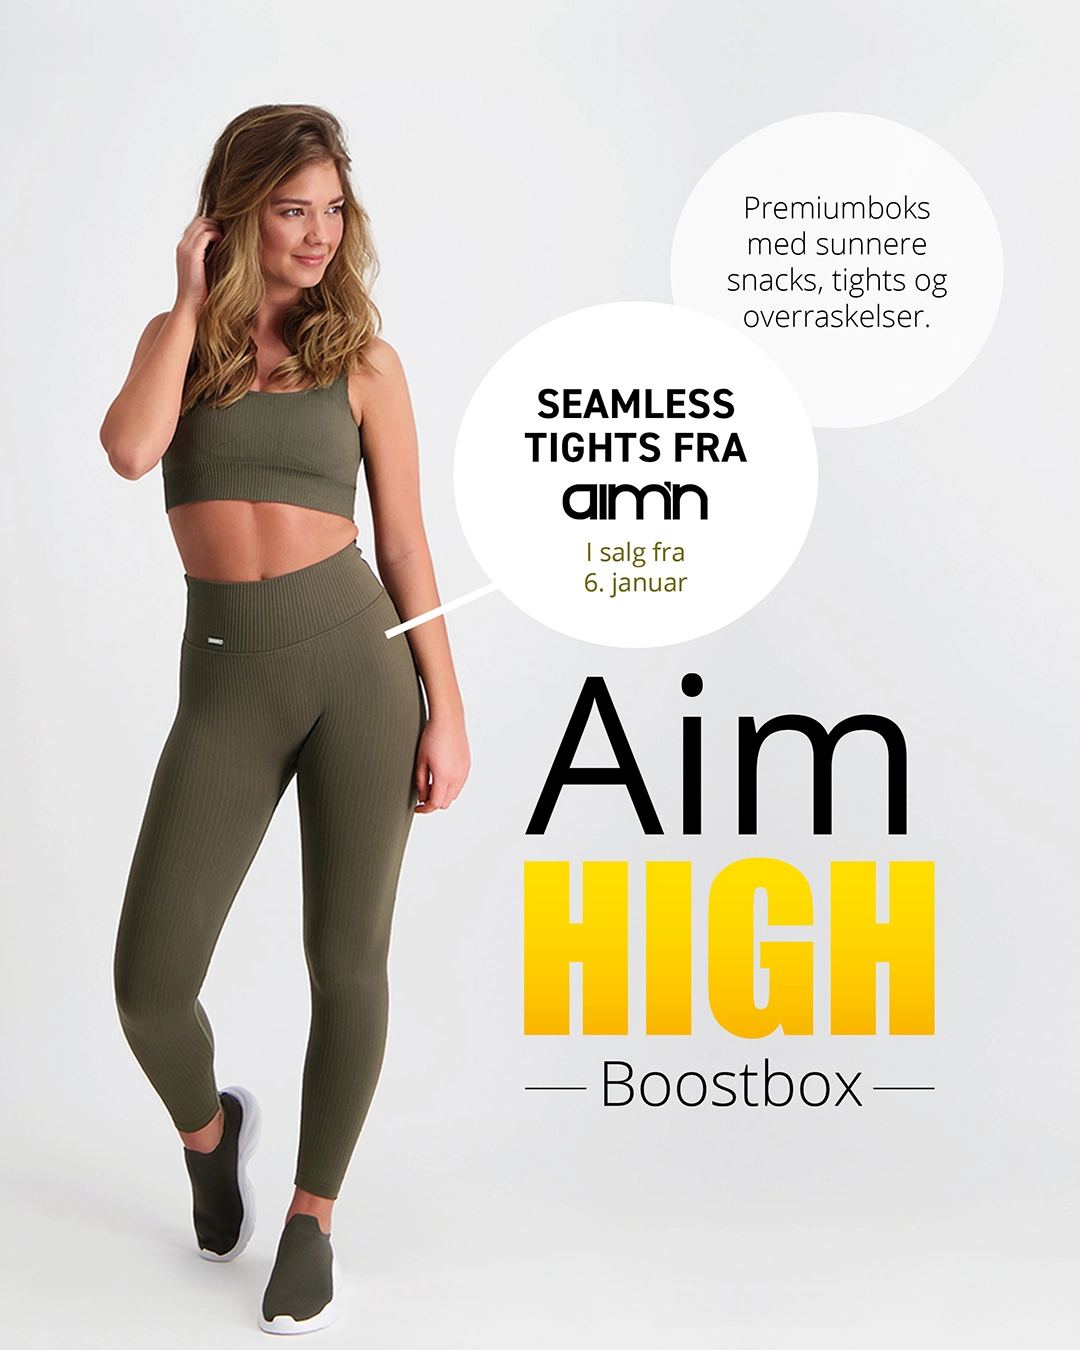 Premiumboks
med sunnere
snacks, tights og
overraskelser.
SEAMLESS
TIGHTS FRA
aim'n
I salg fra
6. januar
Aim
HIGH
Boostbox